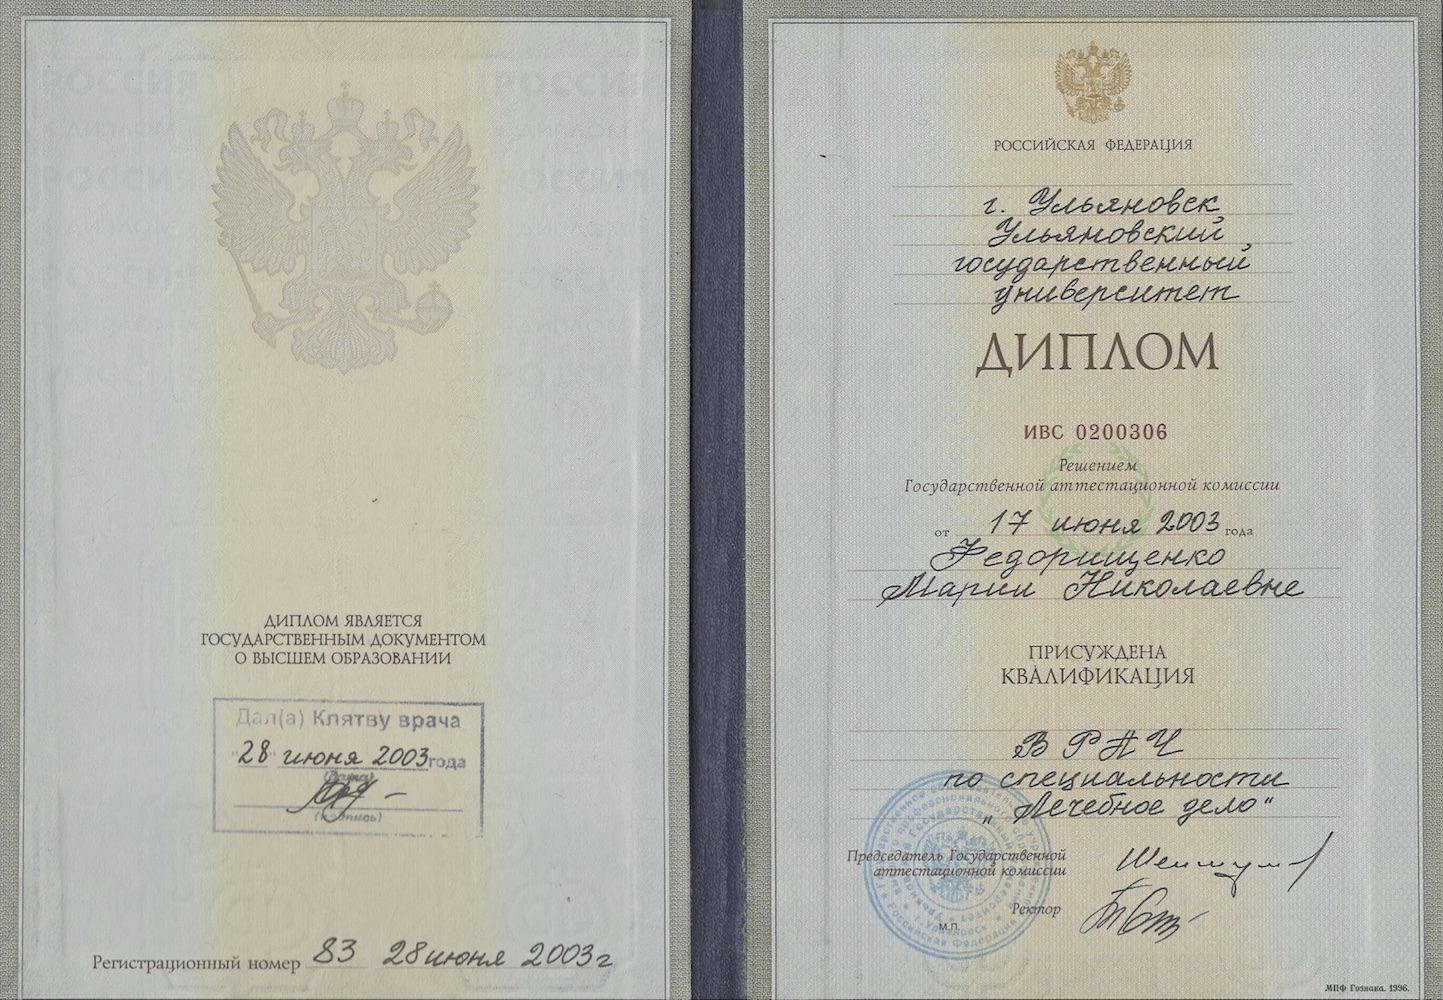 ДИПЛОМ ЯВЛЯЕТСЯ
ГОСУДАРСТВЕННЫМ ДОКУМЕНТОМ
О ВЫСШЕМ ОБРАЗОВАНИИ
Дал(а) Клятву врача
"28" июня 2003 года
(подпись)
Регистрационный номер 83 28 июня 2003 г
РОССИЙСКАЯ ФЕДЕРАЦИЯ
г. Ульяновск
Ульяновский
государственный
университет
ДИПЛОМ
ИВС 0200306
Решением
Государственной аттестационной комиссии
от 17 июня 2003 года
Федорищенко
Марии Николаевне
ПРИСУЖДЕНА
КВАЛИФИКАЦИЯ
ВРАЧ
по специальности
„Лечебное дело"
Председатель Государственной
аттестационной комиссии
Ректор
М.П.
МПФ Гознака. 1996.